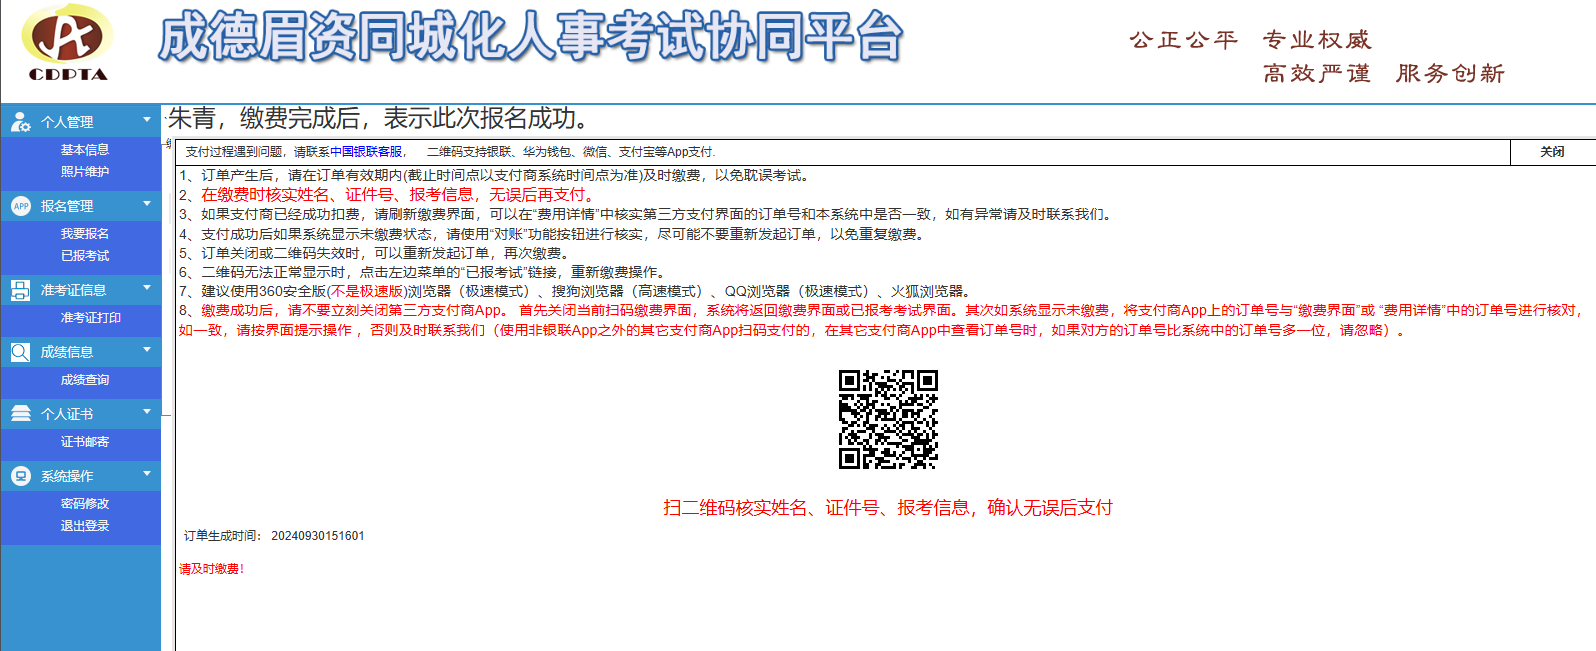 CDPTA
成德眉资同城化人事考试协同平台
公正公平 专业权威
高效严谨 服务创新
个人管理
基本信息
照片维护
APP 报名管理
我要报名
已报考试
准考证信息
准考证打印
成绩信息
成绩查询
个人证书
证书邮寄
系统操作
密码修改
退出登录
朱青，缴费完成后，表示此次报名成功。
支付过程遇到问题，请联系中国银联客服， 二维码支持银联、华为钱包、微信、支付宝等App支付.
关闭
1、订单产生后，请在订单有效期内(截止时间点以支付商系统时间点为准)及时缴费，以免耽误考试。
2、在缴费时核实姓名、证件号、报考信息，无误后再支付。
3、如果支付商已经成功扣费，请刷新缴费界面，可以在“费用详情”中核实第三方支付界面的订单号和本系统中是否一致，如有异常请及时联系我们。
4、支付成功后如果系统显示未缴费状态，请使用“对账”功能按钮进行核实，尽可能不要重新发起订单，以免重复缴费。
5、订单关闭或二维码失效时，可以重新发起订单，再次缴费。
6、二维码无法正常显示时，点击左边菜单的“已报考试”链接，重新缴费操作。
7、建议使用360安全版(不是极速版)浏览器（极速模式）、搜狗浏览器（高速模式）、QQ浏览器（极速模式）、火狐浏览器。
8、缴费成功后，请不要立刻关闭第三方支付商App。 首先关闭当前扫码缴费界面，系统将返回缴费界面或已报考考试界面。其次如系统显示未缴费，将支付商App上的订单号与“缴费界面”或 “费用详情”中的订单号进行核对，
如一致，请按界面提示操作 ，否则及时联系我们（使用非银联App之外的其它支付商App扫码支付的，在其它支付商App中查看订单号时，如果对方的订单号比系统中的订单号多一位，请忽略）。
扫二维码核实姓名、证件号、报考信息，确认无误后支付
订单生成时间： 20240930151601
请及时缴费！